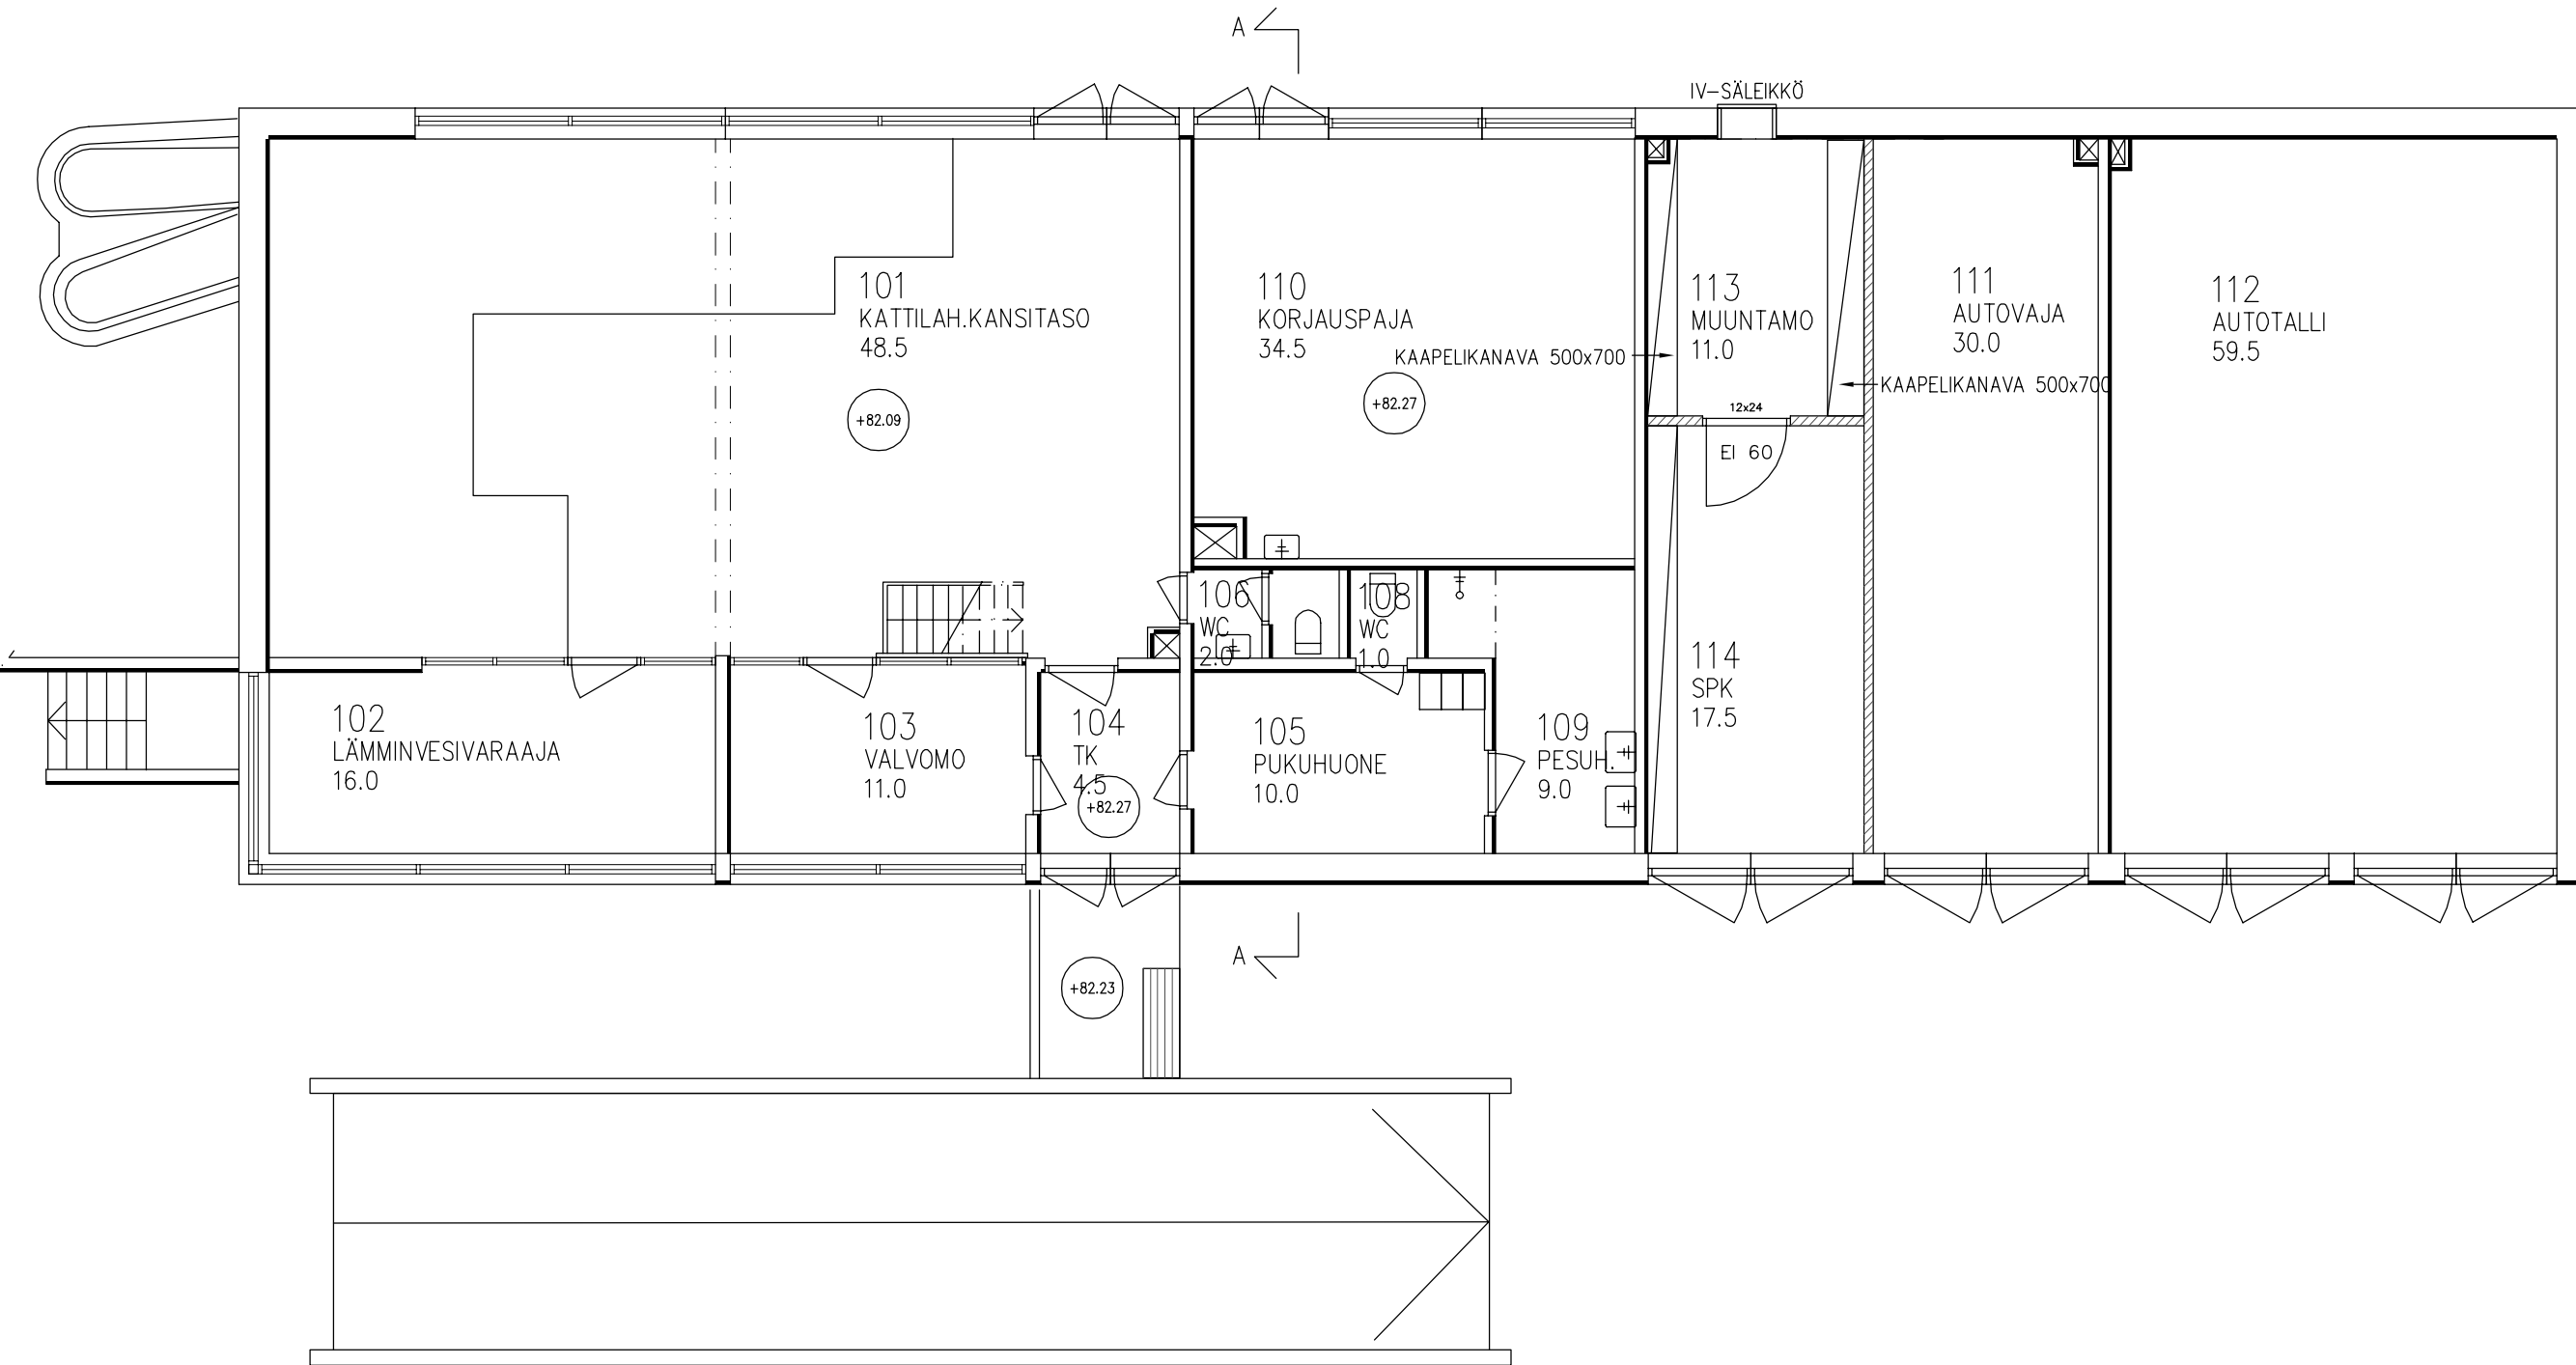 A
IV-SÄLEIKKÖ
101
KATTILAH.KANSITASO
48.5
+82.09
110
KORJAUSPAJA
34.5
KAAPELIKANAVA 500x700
+82.27
113
MUUNTAMO
11.0
KAAPELIKANAVA 500x700
12x24
EI 60
111
AUTOVAJA
30.0
112
AUTOTALLI
59.5
106
WC
2.0
108
WC
1.0
102
LÄMMINVESIVARAAJA
16.0
103
VALVOMO
11.0
104
TK
4.5
+82.27
105
PUKUHUONE
10.0
109
PESUH.
9.0
114
SPK
17.5
A
+82.23